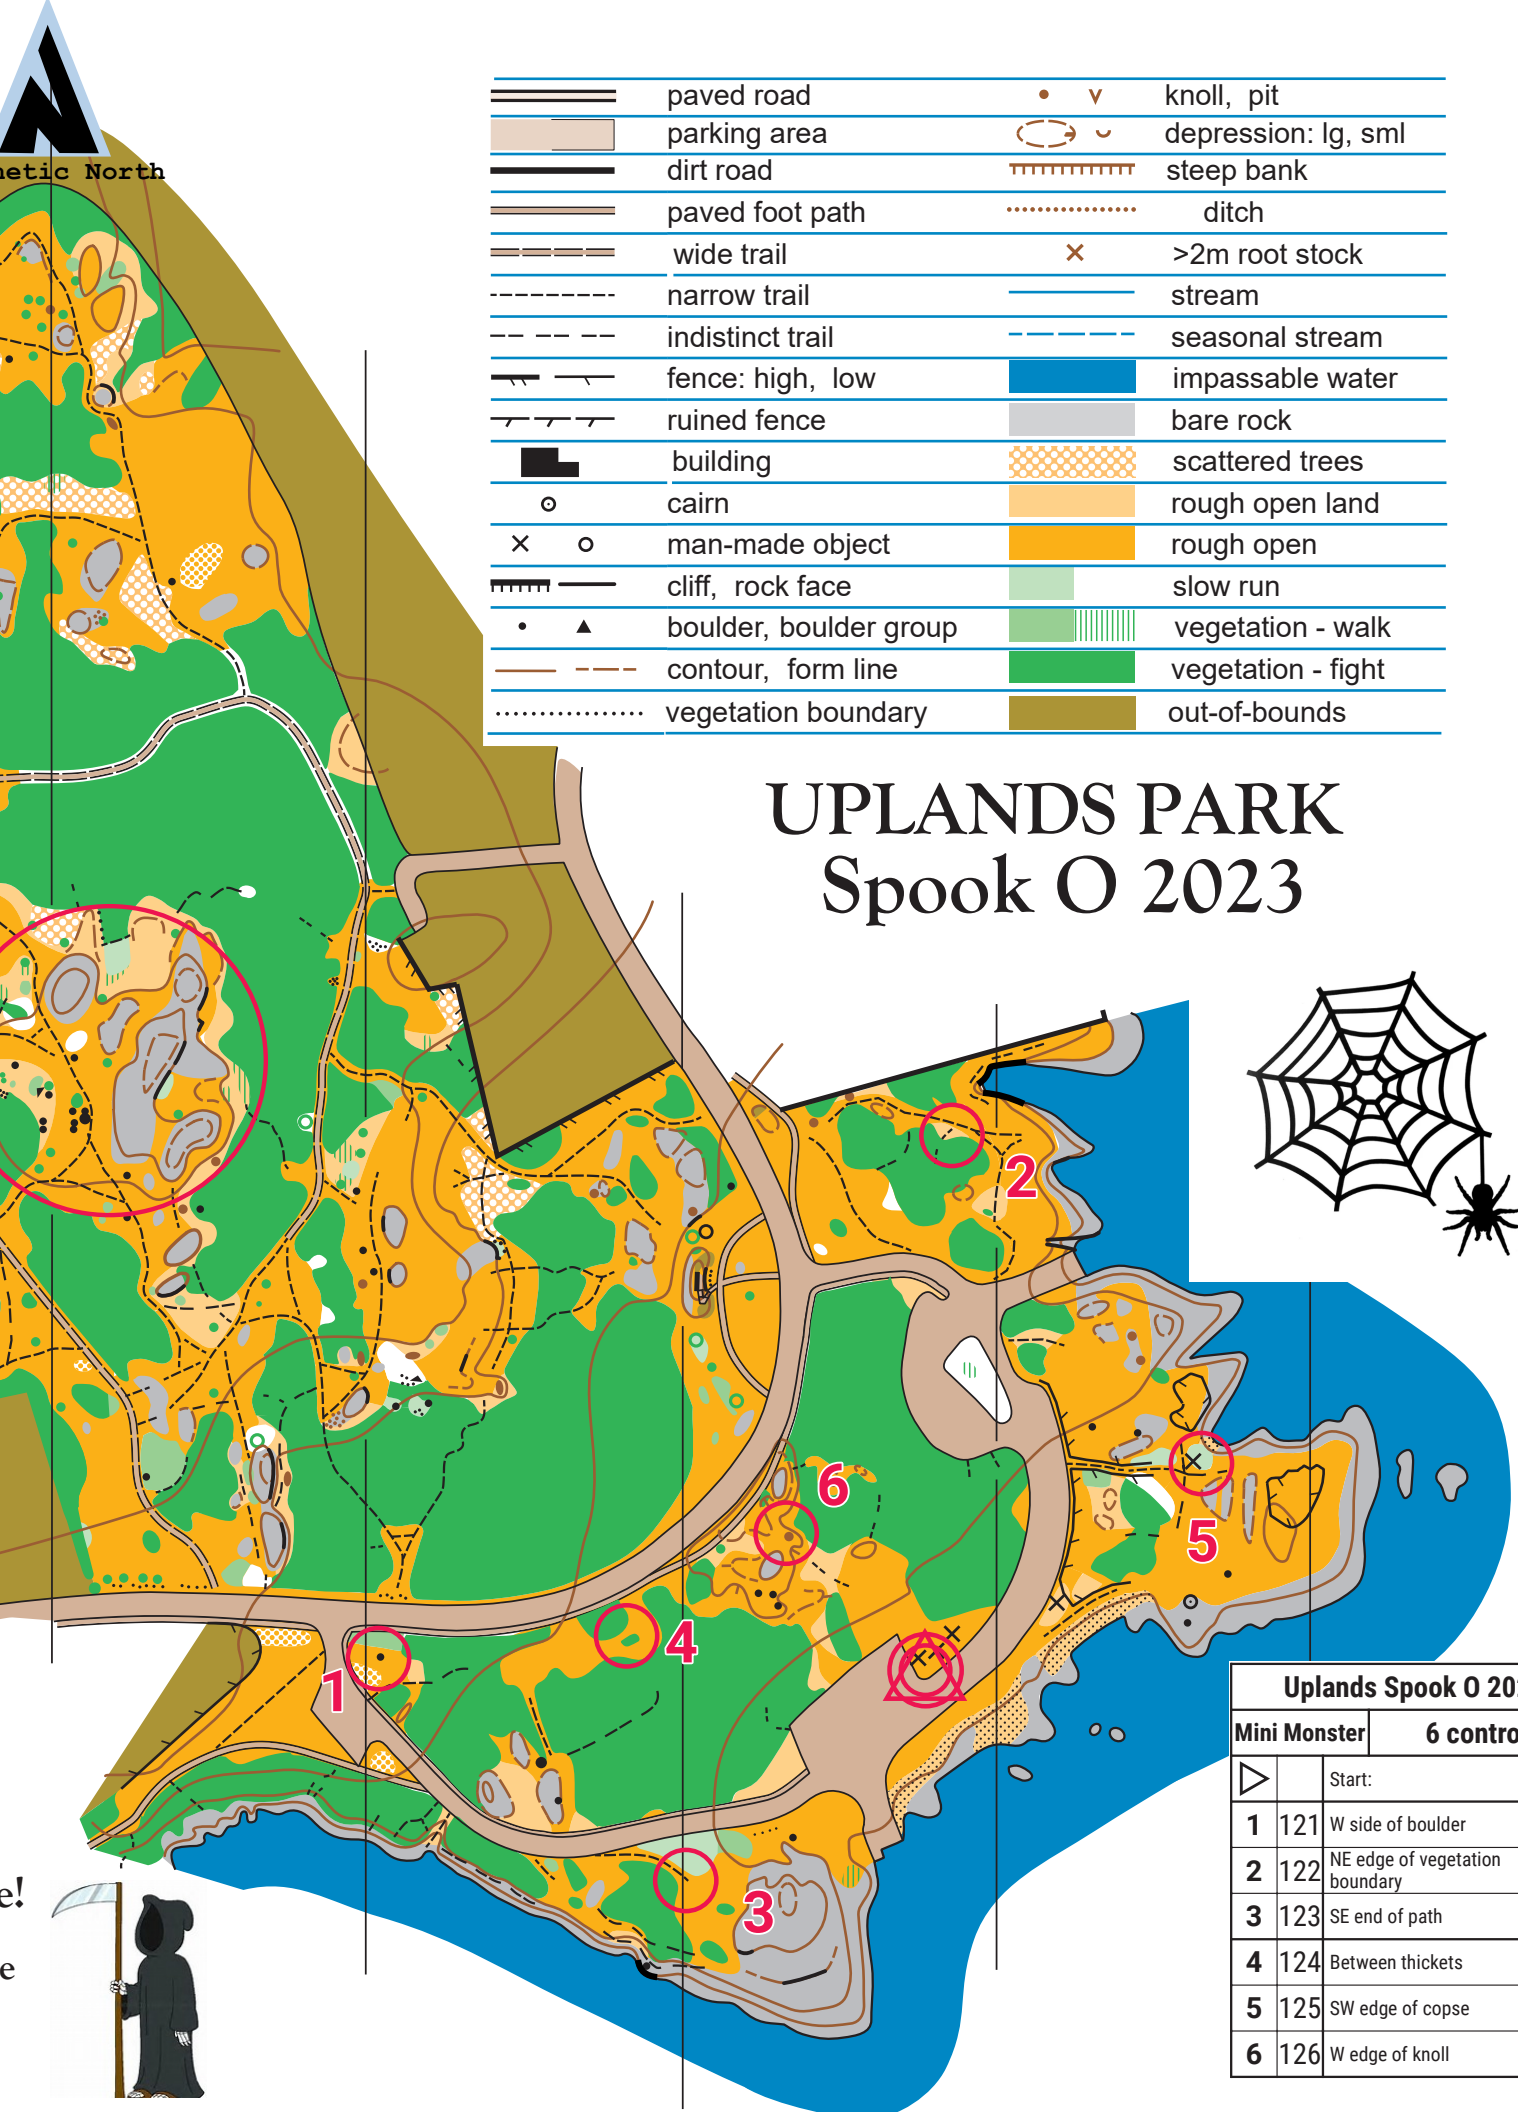 netic North
paved road
knoll, pit
parking area
depression: lg, sml
dirt road
steep bank
paved foot path
ditch
wide trail
>2m root stock
narrow trail
stream
indistinct trail
seasonal stream
fence: high, low
impassable water
ruined fence
bare rock
building
scattered trees
cairn
rough open land
man-made object
rough open
cliff, rock face
slow run
boulder, boulder group
vegetation - walk
contour, form line
vegetation - fight
vegetation boundary
out-of-bounds
UPLANDS PARK
Spook O 2023
2
6
5
4
1
3
e!
e
Uplands Spook O 20
Mini Monster 6 contro
Start:
1 121 W side of boulder
2 122 NE edge of vegetation
boundary
3 123 SE end of path
4 124 Between thickets
5 125 SW edge of copse
6 126 W edge of knoll